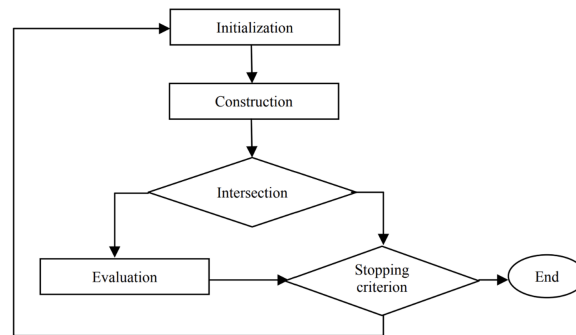 Initialization
Construction
Intersection
Evaluation
Stopping
criterion
End